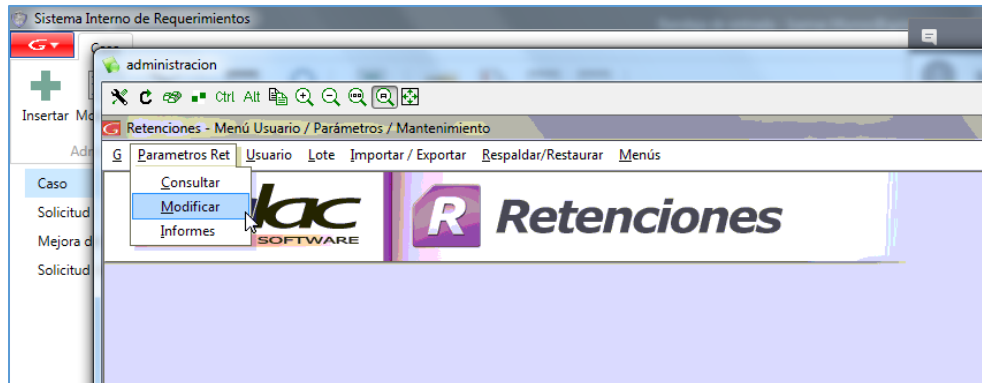 Sistema Interno de Requerimientos
G
administracion
Ctrl Alt
Insertar
Retenciones - Menú Usuario / Parámetros / Mantenimiento
G Parametros Ret Usuario Lote Importar / Exportar Respaldar/Restaurar Menús
Caso
Consultar
Solicitud
Modificar
Mejora d
Informes
SOFTWARE
R Retenciones
Solicitud